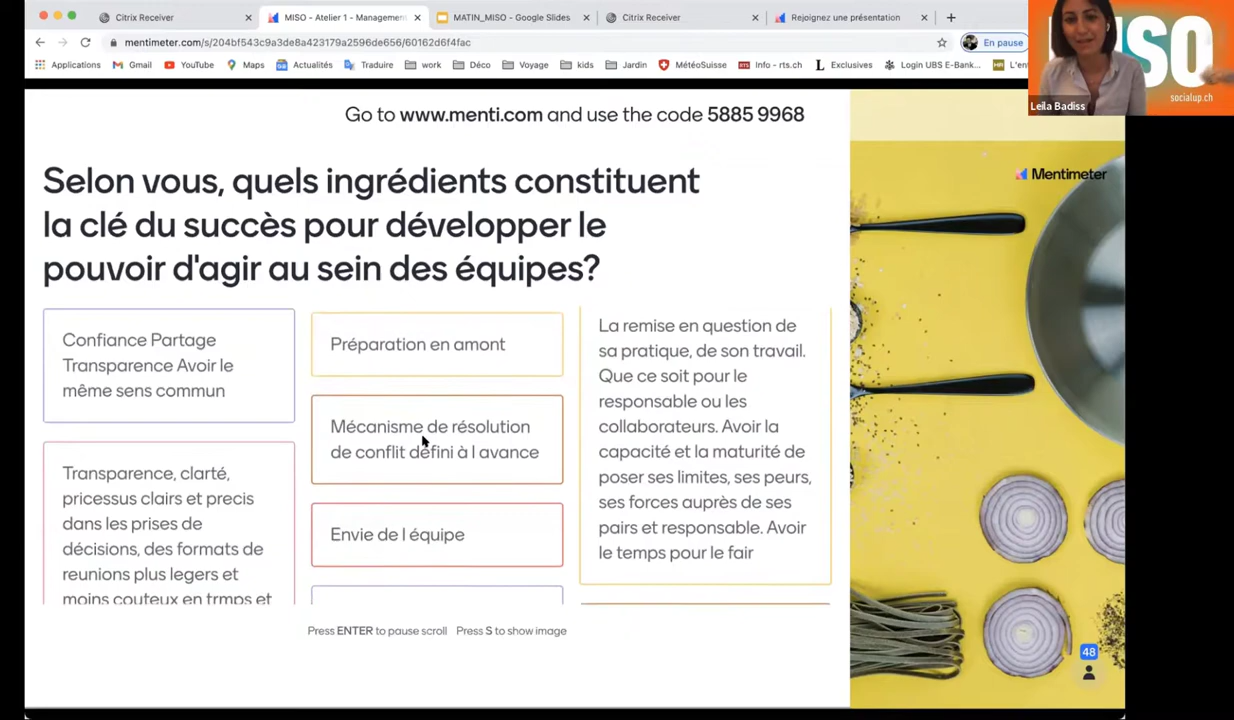 Citrix Receiver
MISO - Atelier 1 - Management
MATIN_MISO - Google Slides
Citrix Receiver
Rejoignez une présentation
mentimeter.com/s/204bf543c9a3de8a423179a2596de656/60162d6f4fac
En pause
Applications
Gmail
YouTube
Maps
Actualités
Traduire
work
Déco
Voyage
kids
Jardin
MétéoSuisse
Info - rts.ch
Exclusives
Login UBS E-Bank...
L'ent
SO
socialup.ch
Leila Badiss
Go to www.menti.com and use the code 5885 9968
Mentimeter
Selon vous, quels ingrédients constituent
la clé du succès pour développer le
pouvoir d'agir au sein des équipes?
Confiance Partage
Transparence Avoir le
même sens commun
Transparence, clarté,
pricessus clairs et precis
dans les prises de
décisions, des formats de
reunions plus legers et
moins couteux en trmps et
Préparation en amont
Mécanisme de résolution
de conflit défini à l avance
Envie de l équipe
La remise en question de
sa pratique, de son travail.
Que ce soit pour le
responsable ou les
collaborateurs. Avoir la
capacité et la maturité de
poser ses limites, ses peurs,
ses forces auprès de ses
pairs et responsable. Avoir
le temps pour le fair
Press ENTER to pause scroll
Press S to show image
48